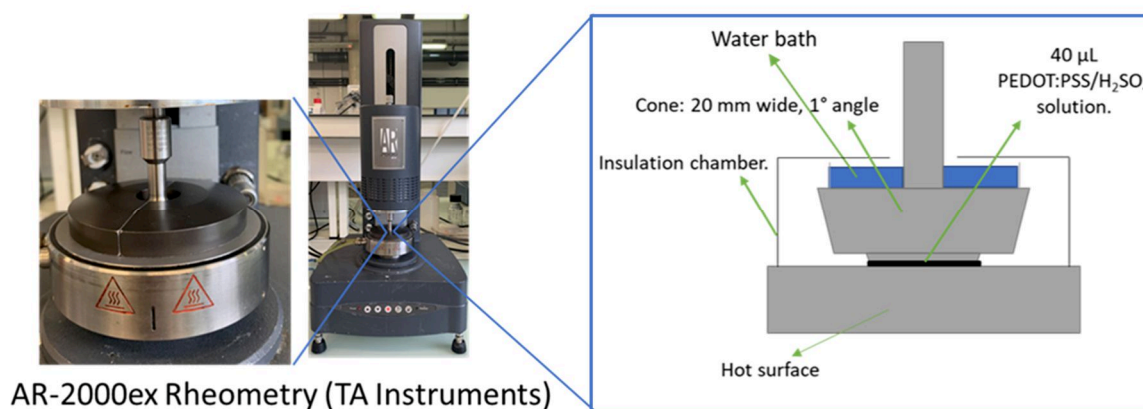 Water bath
40 µL
PEDOT:PSS/H₂SO
solution.
Cone: 20 mm wide, 1° angle
Insulation chamber.
Hot surface
AR
AR-2000ex Rheometry (TA Instruments)